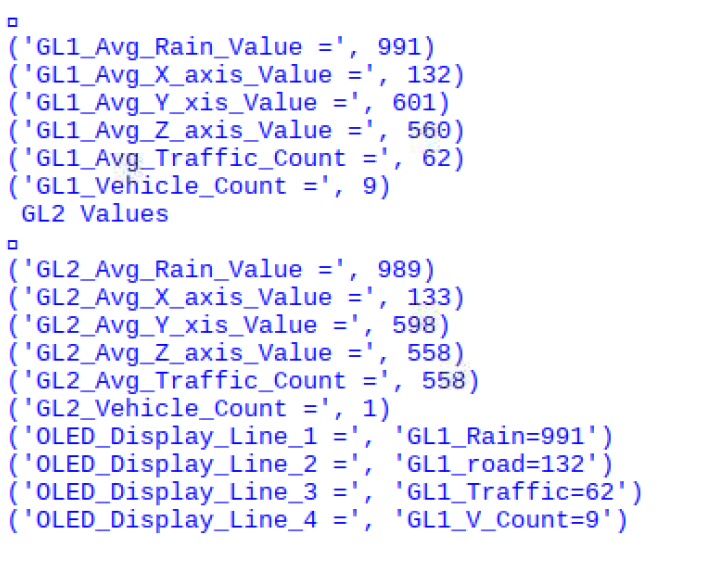 ('GL1_Avg_Rain_Value =', 991)
('GL1_Avg_X_axis_Value =', 132)
('GL1_Avg_Y_xis_Value =', 601)
('GL1_Avg_Z_axis_Value =', 560)
('GL1_Avg_Traffic_Count =', 62)
('GL1_Vehicle_Count =', 9)
GL2 Values
('GL2_Avg_Rain_Value =', 989)
('GL2_Avg_X_axis_Value =', 133)
('GL2_Avg_Y_xis_Value =', 598)
('GL2_Avg_Z_axis_Value =', 558)
('GL2_Avg_Traffic_Count =', 558)
('GL2_Vehicle_Count =', 1)
('OLED_Display_Line_1 =', 'GL1_Rain=991')
('OLED_Display_Line_2 =', 'GL1_road=132')
('OLED_Display_Line_3 =', 'GL1_Traffic=62')
('OLED_Display_Line_4 =', 'GL1_V_Count=9')